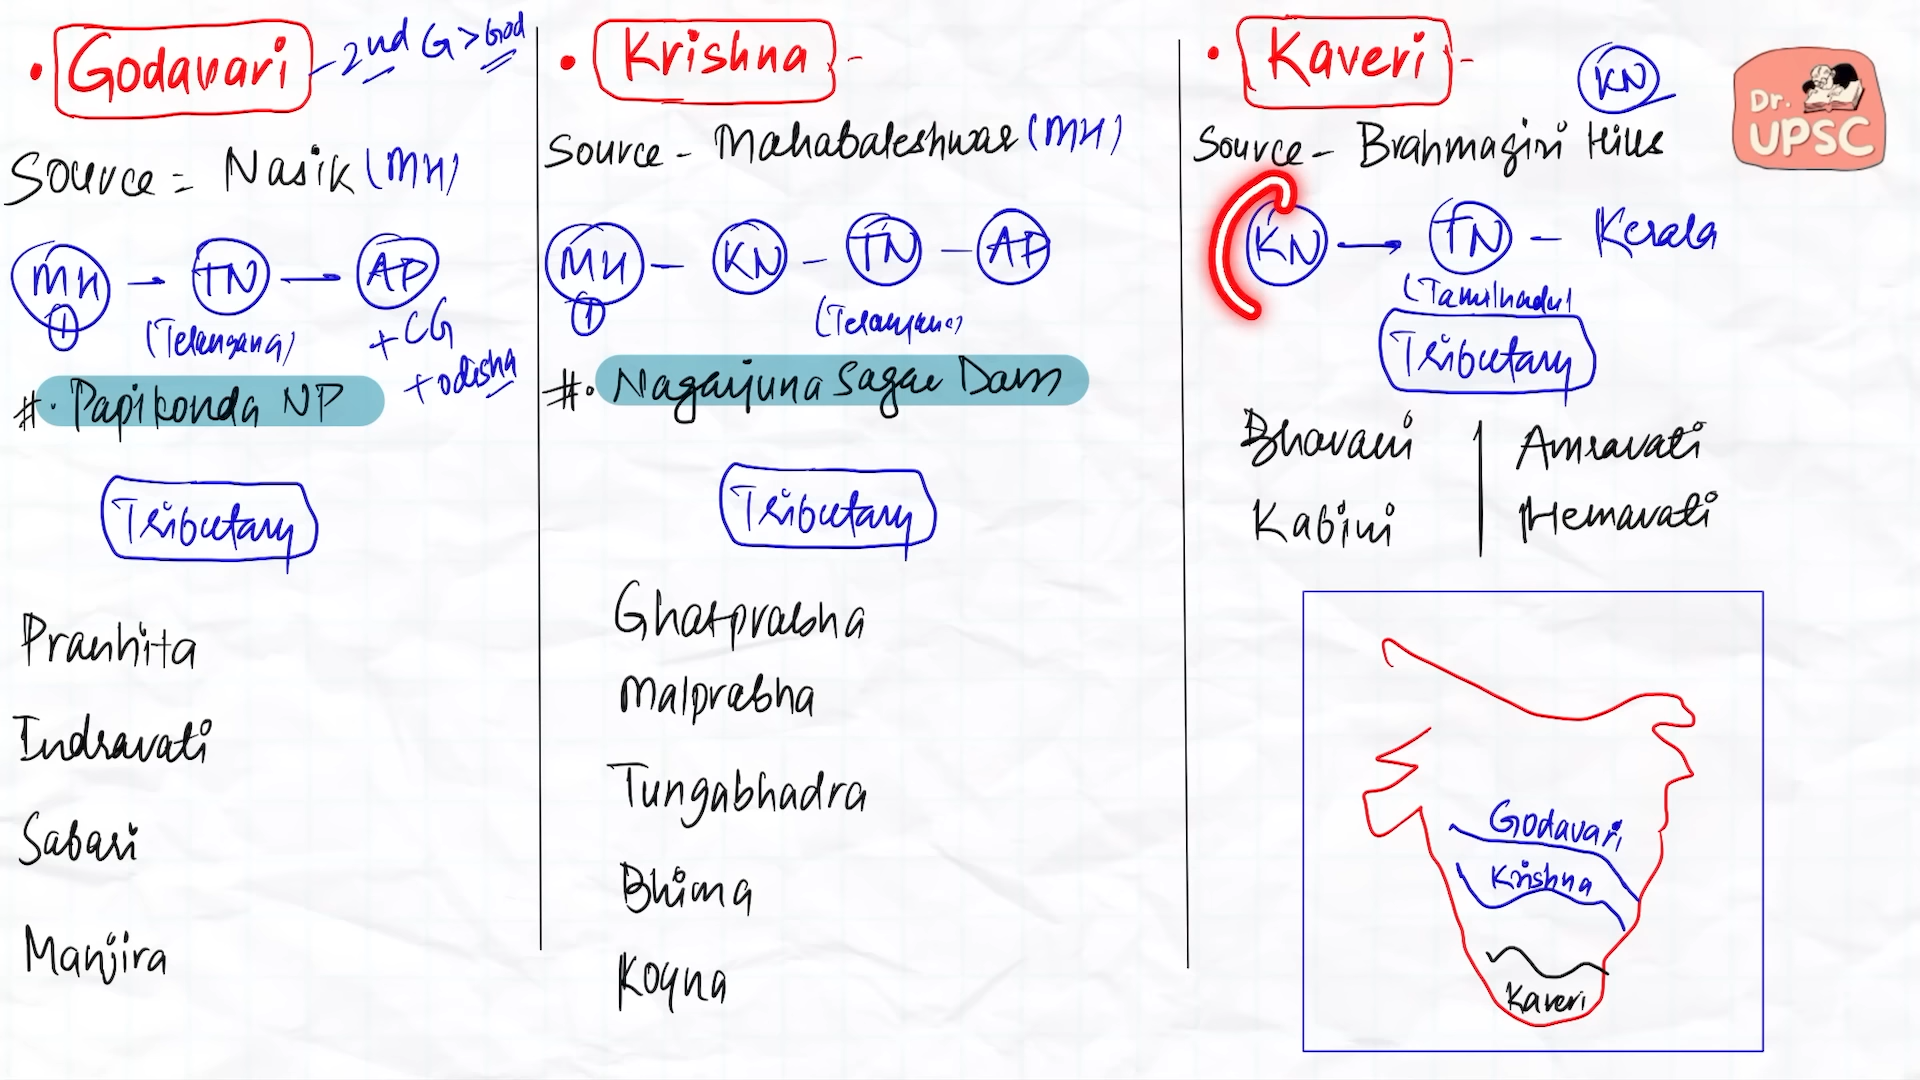 • Godavari - 2nd G > God
Source = Nasik (MH)
MH → TN → AP
1
(Telangana)
+ CG
+ odisha
#. Papikonda NP
Tributary
Pranhita
Indravati
Sabari
Manjira
• Krishna -
Source - Mahabaleshwar (MH)
MH - KN - TN - AP
1
(Telangana)
#. Nagarjuna Sagar Dam
Tributary
Ghatprabha
Malprabha
Tungabhadra
Bhima
Koyna
• Kaveri -
KN
Source - Brahmagiri Hills
KN → TN - Kerala
(Tamilnadu)
Tributary
Bhavani | Amravati
Kabini | Hemavati
Godavari
Krishna
Kaveri
Dr.
UPSC